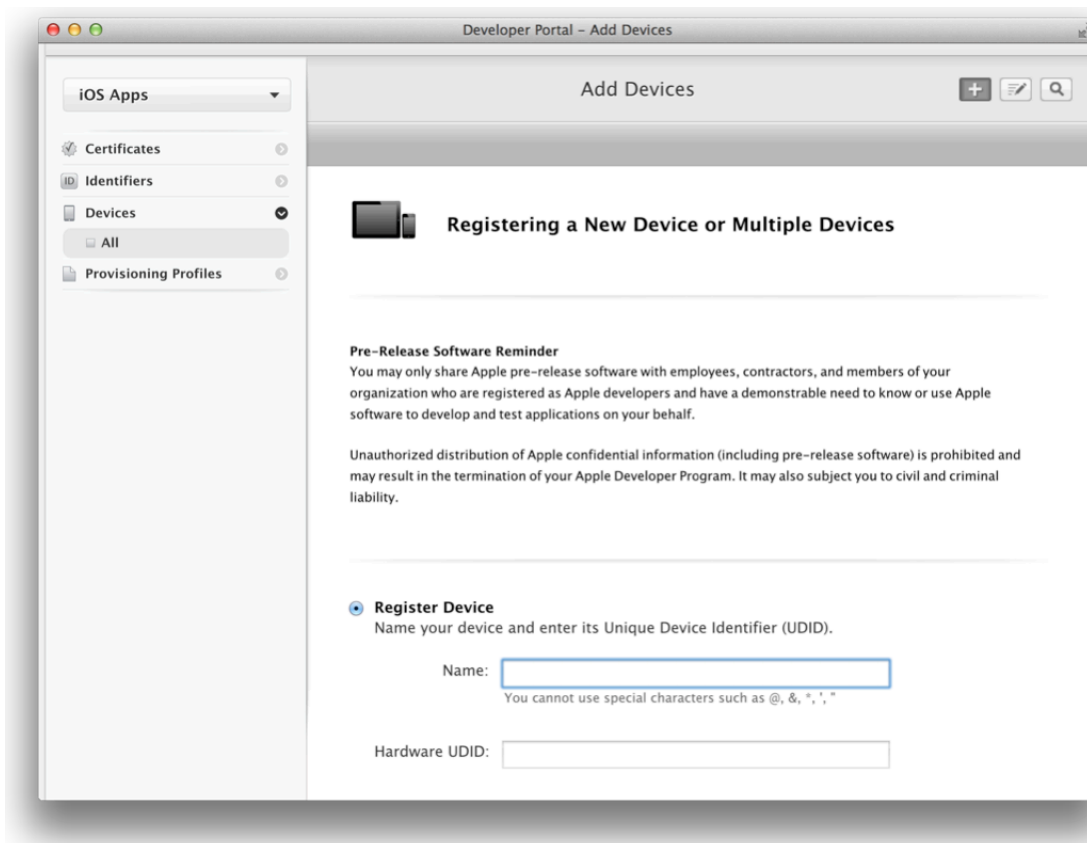 Developer Portal – Add Devices
iOS Apps
Add Devices
Certificates
ID Identifiers
Devices
All
Provisioning Profiles
Registering a New Device or Multiple Devices
Pre-Release Software Reminder
You may only share Apple pre-release software with employees, contractors, and members of your
organization who are registered as Apple developers and have a demonstrable need to know or use Apple
software to develop and test applications on your behalf.
Unauthorized distribution of Apple confidential information (including pre-release software) is prohibited and
may result in the termination of your Apple Developer Program. It may also subject you to civil and criminal
liability.
Register Device
Name your device and enter its Unique Device Identifier (UDID).
Name:
You cannot use special characters such as @, &, *, ', "
Hardware UDID: